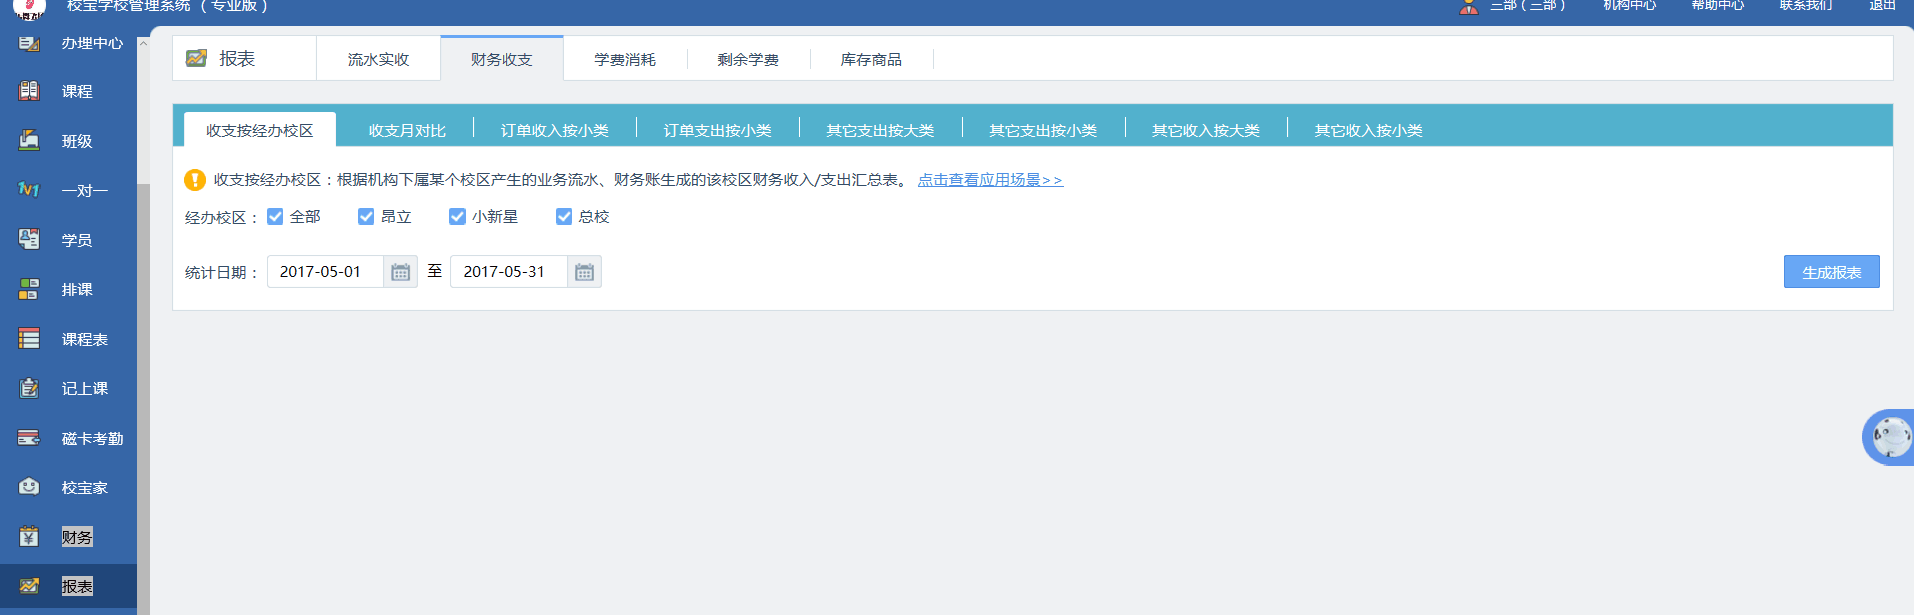 校宝学校管理系统（专业版）
三部（三部） 机构中心 帮助中心 联系我们 退出
办理中心
课程
班级
一对一
学员
排课
课程表
记上课
磁卡考勤
校宝家
财务
报表
报表 流水实收 财务收支 学费消耗 剩余学费 库存商品
收支按经办校区 收支月对比 订单收入按小类 订单支出按小类 其它支出按大类 其它支出按小类 其它收入按大类 其它收入按小类
收支按经办校区：根据机构下属某个校区产生的业务流水、财务账生成的该校区财务收入/支出汇总表。 点击查看应用场景>>
经办校区： 全部 昂立 小新星 总校
统计日期： 2017-05-01 至 2017-05-31 生成报表